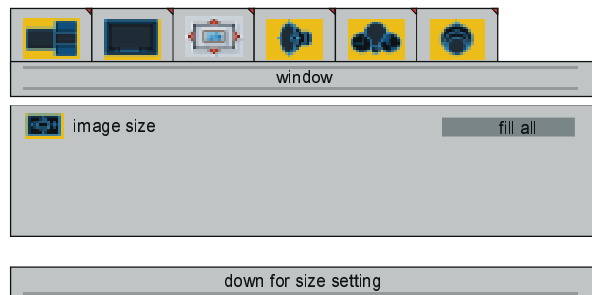 window
image size
fill all
down for size setting